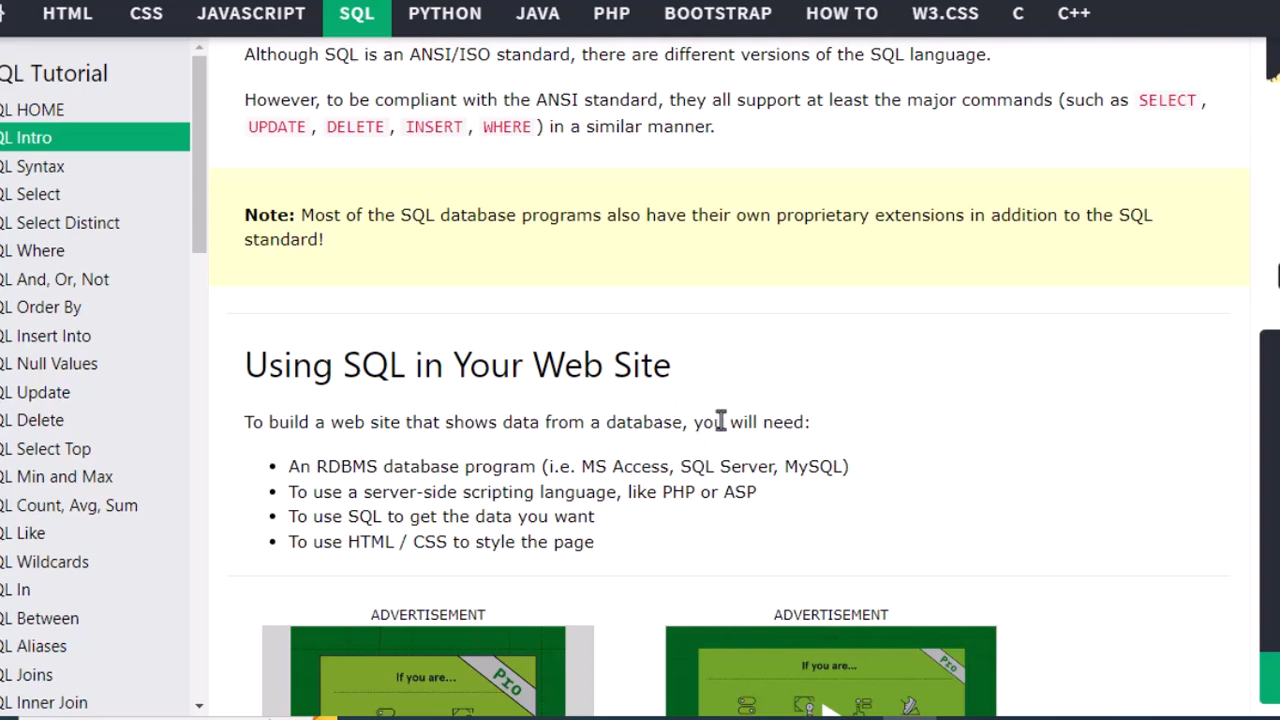 HTML CSS JAVASCRIPT SQL PYTHON JAVA PHP BOOTSTRAP HOW TO W3.CSS C C++
QL Tutorial
QL HOME
QL Intro
QL Syntax
QL Select
QL Select Distinct
QL Where
QL And, Or, Not
QL Order By
QL Insert Into
QL Null Values
QL Update
QL Delete
QL Select Top
QL Min and Max
QL Count, Avg, Sum
QL Like
QL Wildcards
QL In
QL Between
QL Aliases
QL Joins
QL Inner Join
Although SQL is an ANSI/ISO standard, there are different versions of the SQL language.
However, to be compliant with the ANSI standard, they all support at least the major commands (such as SELECT,
UPDATE, DELETE, INSERT, WHERE) in a similar manner.
Note: Most of the SQL database programs also have their own proprietary extensions in addition to the SQL
standard!
Using SQL in Your Web Site
To build a web site that shows data from a database, you will need:
• An RDBMS database program (i.e. MS Access, SQL Server, MySQL)
• To use a server-side scripting language, like PHP or ASP
• To use SQL to get the data you want
• To use HTML / CSS to style the page
ADVERTISEMENT
If you are...
Pro
ADVERTISEMENT
If you are...
Pro